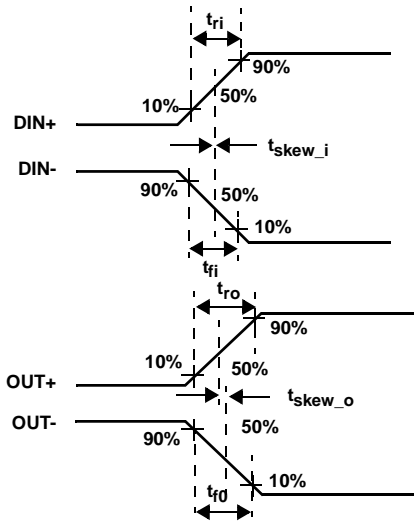 tri
90%
10%
50%
DIN+
tskew_i
DIN-
90%
50%
10%
tfi
tro
90%
10%
50%
OUT+
tskew_o
OUT-
50%
90%
10%
tf0